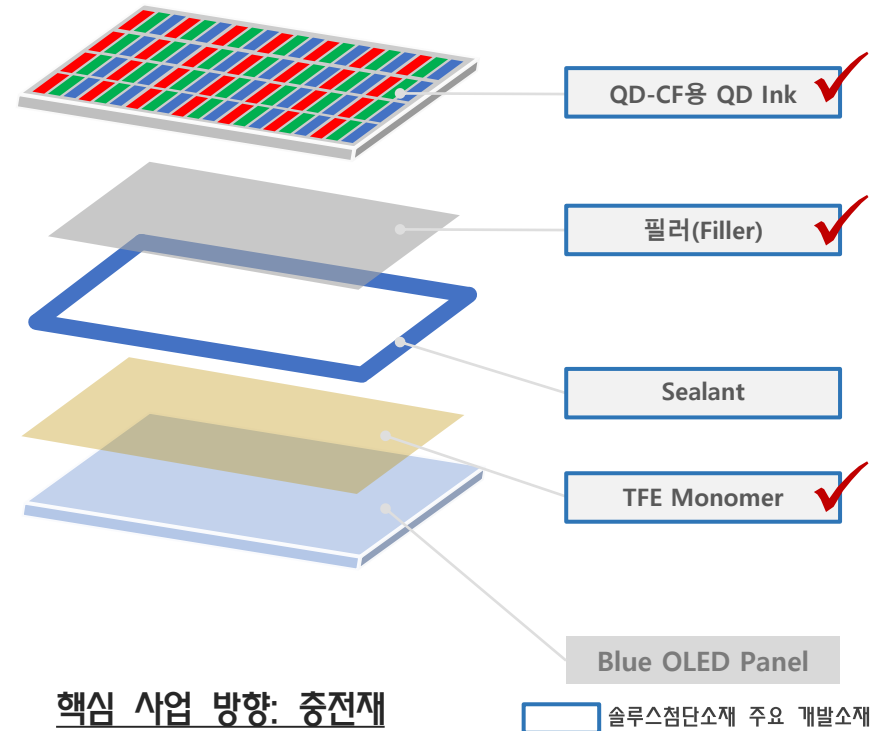 QD-CF용 QD Ink
필러(Filler)
Sealant
TFE Monomer
Blue OLED Panel
핵심 사업 방향: 충전재
솔루스첨단소재 주요 개발소재